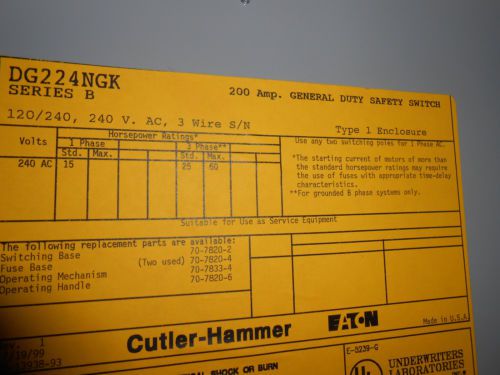 DG224NGK
SERIES B
200 Amp. GENERAL DUTY SAFETY SWITCH
120/240, 240 V. AC, 3 Wire S/N
Type 1 Enclosure
Volts
Horsepower Ratings*
1 Phase
3 Phase**
Std. Max. Std. Max.
240 AC 15 25 60
Use any two switching poles for 1 Phase AC.
*The starting current of motors of more than
the standard horsepower ratings may require
the use of fuses with appropriate time-delay
characteristics.
**For grounded B phase systems only.
Suitable for Use as Service Equipment
The following replacement parts are available:
Switching Base 70-7820-2
Fuse Base (Two used) 70-7820-4
Operating Mechanism 70-7833-4
Operating Handle 70-7820-6
Made in U.S.A.
1
Cutler-Hammer EATON
E-5239-G
UNDERWRITERS
LABORATORIES
SHOCK OR BURN